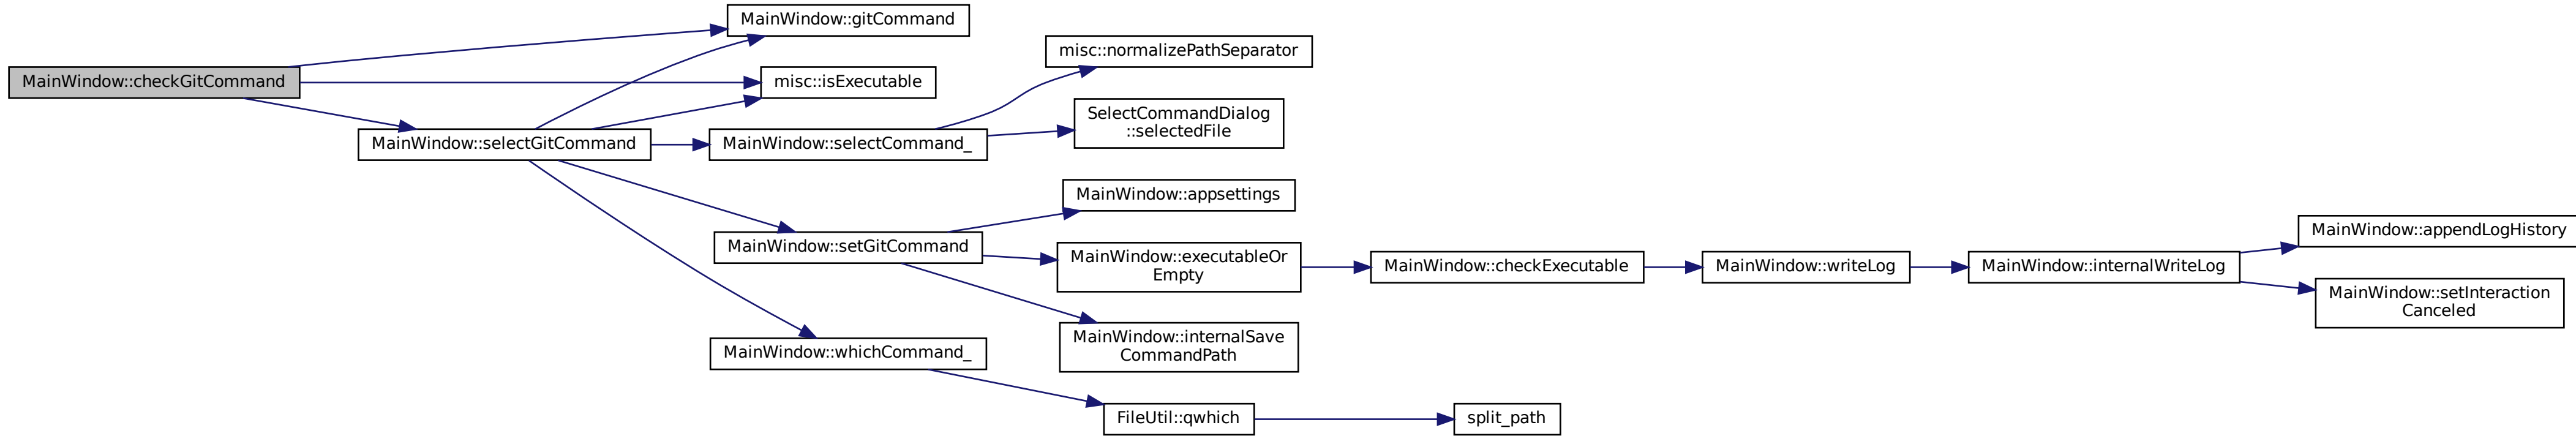 MainWindow::checkGitCommand
MainWindow::gitCommand
misc::isExecutable
MainWindow::selectGitCommand
MainWindow::selectCommand_
misc::normalizePathSeparator
SelectCommandDialog
::selectedFile
MainWindow::setGitCommand
MainWindow::appsettings
MainWindow::executableOr
Empty
MainWindow::checkExecutable
MainWindow::writeLog
MainWindow::internalWriteLog
MainWindow::appendLogHistory
MainWindow::setInteraction
Canceled
MainWindow::internalSave
CommandPath
MainWindow::whichCommand_
FileUtil::qwhich
split_path